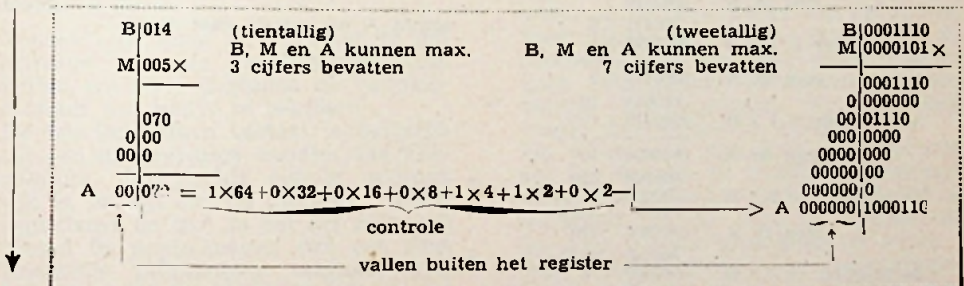 B|014 (tientallig) (tweetallig) B|0001110
B, M en A kunnen max. B, M en A kunnen max. M|0000101×
M|005× 3 cijfers bevatten 7 cijfers bevatten
0001110
070 0|000000
0|00 00|01110
00|0 000|0000
0000|000
00000|00
000000|0
A 00|070 = 1×64+0×32+0×16+0×8+1×4+1×2+0×2— —> A 000000|1000110
controle
vallen buiten het register